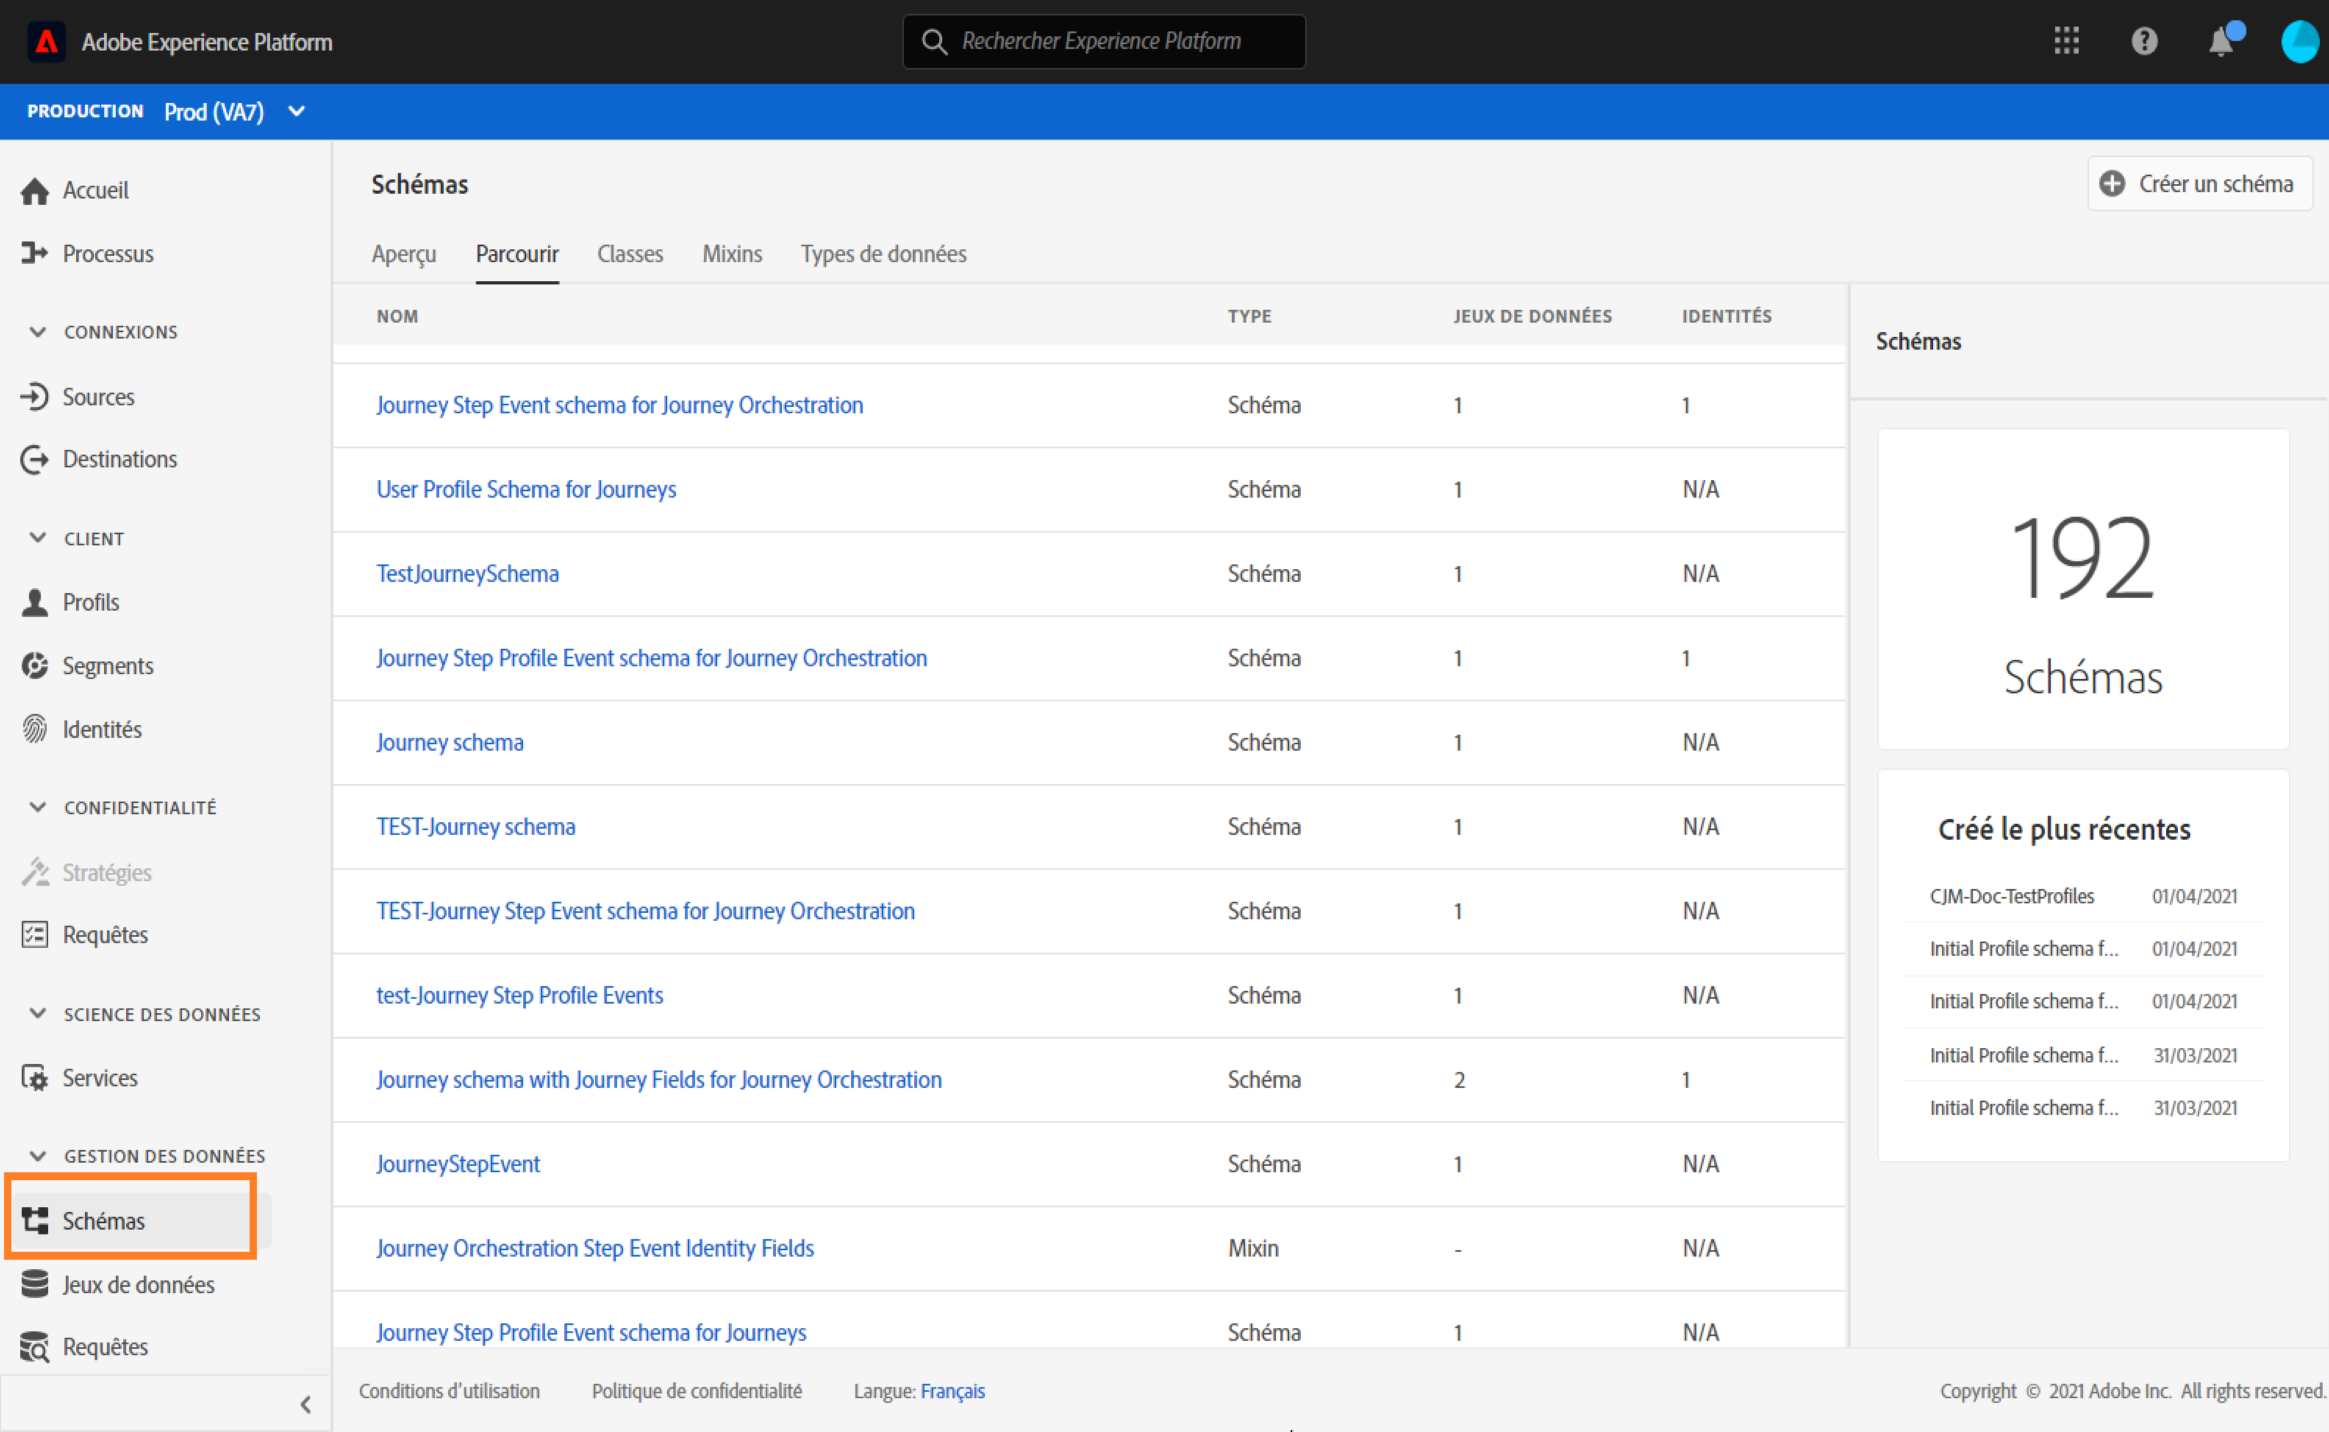 Adobe Experience Platform
Rechercher Experience Platform
PRODUCTION Prod (VA7)
Accueil
Processus
CONNEXIONS
Sources
Destinations
CLIENT
Profils
Segments
Identités
CONFIDENTIALITÉ
Stratégies
Requêtes
SCIENCE DES DONNÉES
Services
GESTION DES DONNÉES
Schémas
Jeux de données
Requêtes
Schémas
Créer un schéma
Aperçu Parcourir Classes Mixins Types de données
NOM TYPE JEUX DE DONNÉES IDENTITÉS
Journey Step Event schema for Journey Orchestration Schéma 1 1
User Profile Schema for Journeys Schéma 1 N/A
TestJourneySchema Schéma 1 N/A
Journey Step Profile Event schema for Journey Orchestration Schéma 1 1
Journey schema Schéma 1 N/A
TEST-Journey schema Schéma 1 N/A
TEST-Journey Step Event schema for Journey Orchestration Schéma 1 N/A
test-Journey Step Profile Events Schéma 1 N/A
Journey schema with Journey Fields for Journey Orchestration Schéma 2 1
JourneyStepEvent Schéma 1 N/A
Journey Orchestration Step Event Identity Fields Mixin - N/A
Journey Step Profile Event schema for Journeys Schéma 1 N/A
Schémas
192
Schémas
Créé le plus récentes
CJM-Doc-TestProfiles 01/04/2021
Initial Profile schema f... 01/04/2021
Initial Profile schema f... 01/04/2021
Initial Profile schema f... 31/03/2021
Initial Profile schema f... 31/03/2021
Conditions d'utilisation Politique de confidentialité Langue: Français Copyright © 2021 Adobe Inc. All rights reserved.